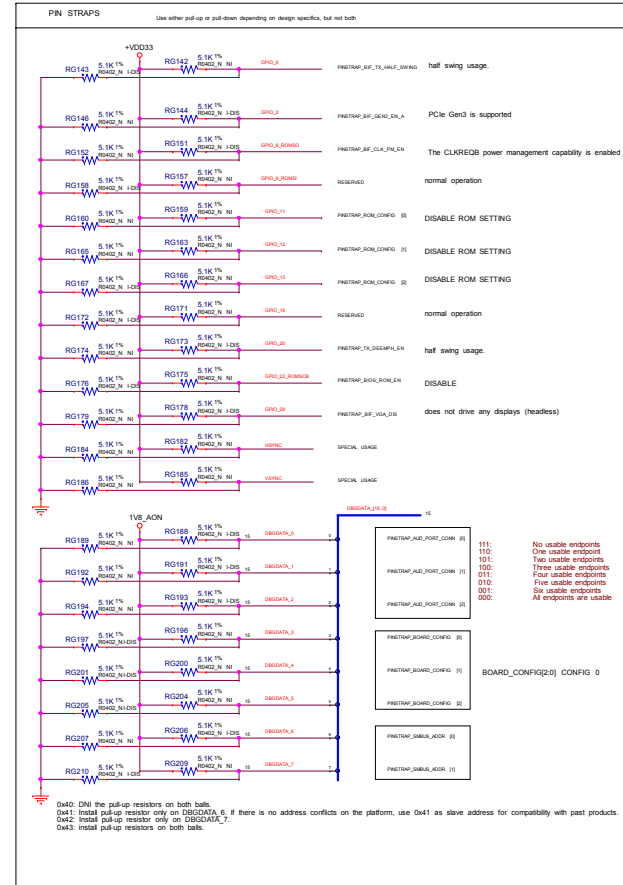 PIN STRAPS
Use either pull-up or pull-down depending on design specifics, but not both
+VDD33
RG143 5.1K 1% R0402_N I-DIS RG142 5.1K 1% R0402_N NI GPIO_0 PINSTRAP_BIF_TX_HALF_SWING half swing usage.
RG146 5.1K 1% R0402_N NI RG144 5.1K 1% R0402_N I-DIS GPIO_2 PINSTRAP_BIF_GEN3_EN_A PCIe Gen3 is supported
RG152 5.1K 1% R0402_N NI RG151 5.1K 1% R0402_N I-DIS GPIO_8_ROMSO PINSTRAP_BIF_CLK_PM_EN The CLKREQB power management capability is enabled
RG158 5.1K 1% R0402_N NI RG157 5.1K 1% R0402_N NI GPIO_9_ROMSI RESERVED normal operation
RG160 5.1K 1% R0402_N NI RG159 5.1K 1% R0402_N I-DIS GPIO_11 PINSTRAP_ROM_CONFIG [0] DISABLE ROM SETTING
RG165 5.1K 1% R0402_N I-DIS RG163 5.1K 1% R0402_N NI GPIO_12 PINSTRAP_ROM_CONFIG [1] DISABLE ROM SETTING
RG167 5.1K 1% R0402_N I-DIS RG166 5.1K 1% R0402_N NI GPIO_13 PINSTRAP_ROM_CONFIG [2] DISABLE ROM SETTING
RG172 5.1K 1% R0402_N NI RG171 5.1K 1% R0402_N NI GPIO_15 RESERVED normal operation
RG174 5.1K 1% R0402_N NI RG173 5.1K 1% R0402_N I-DIS GPIO_20 PINSTRAP_TX_DEEMPH_EN half swing usage.
RG176 5.1K 1% R0402_N I-DIS RG175 5.1K 1% R0402_N NI GPIO_22_ROMSCB PINSTRAP_BIOS_ROM_EN DISABLE
RG179 5.1K 1% R0402_N NI RG178 5.1K 1% R0402_N NI GPIO_29 PINSTRAP_BIF_VGA_DIS does not drive any displays (headless)
RG184 5.1K 1% R0402_N NI RG182 5.1K 1% R0402_N NI HSYNC SPECIAL USAGE
RG186 5.1K 1% R0402_N NI RG185 5.1K 1% R0402_N NI VSYNC SPECIAL USAGE
1V8_AON
DBGDATA_[15..0] 15
RG189 5.1K 1% R0402_N NI RG188 5.1K 1% R0402_N I-DIS 15 DBGDATA_0 0 PINSTRAP_AUD_PORT_CONN [0]
RG192 5.1K 1% R0402_N NI RG191 5.1K 1% R0402_N I-DIS 15 DBGDATA_1 1 PINSTRAP_AUD_PORT_CONN [1]
RG194 5.1K 1% R0402_N NI RG193 5.1K 1% R0402_N I-DIS 15 DBGDATA_2 2 PINSTRAP_AUD_PORT_CONN [2]
111: No usable endpoints
110: One usable endpoint
101: Two usable endpoints
100: Three usable endpoints
011: Four usable endpoints
010: Five usable endpoints
001: Six usable endpoints
000: All endpoints are usable
RG197 5.1K 1% R0402_N I-DIS RG196 5.1K 1% R0402_N NI 15 DBGDATA_3 3 PINSTRAP_BOARD_CONFIG [0]
RG201 5.1K 1% R0402_N I-DIS RG200 5.1K 1% R0402_N NI 15 DBGDATA_4 4 PINSTRAP_BOARD_CONFIG [1] BOARD_CONFIG[2:0] CONFIG 0
RG205 5.1K 1% R0402_N I-DIS RG204 5.1K 1% R0402_N NI 15 DBGDATA_5 5 PINSTRAP_BOARD_CONFIG [2]
RG207 5.1K 1% R0402_N NI RG206 5.1K 1% R0402_N I-DIS 15 DBGDATA_6 6 PINSTRAP_SMBUS_ADDR [0]
RG210 5.1K 1% R0402_N I-DIS RG209 5.1K 1% R0402_N NI 15 DBGDATA_7 7 PINSTRAP_SMBUS_ADDR [1]
0x40: DNI the pull-up resistors on both balls.
0x41: Install pull-up resistor only on DBGDATA_6. If there is no address conflicts on the platform, use 0x41 as slave address for compatibility with past products.
0x42: Install pull-up resistor only on DBGDATA_7.
0x43: install pull-up resistors on both balls.